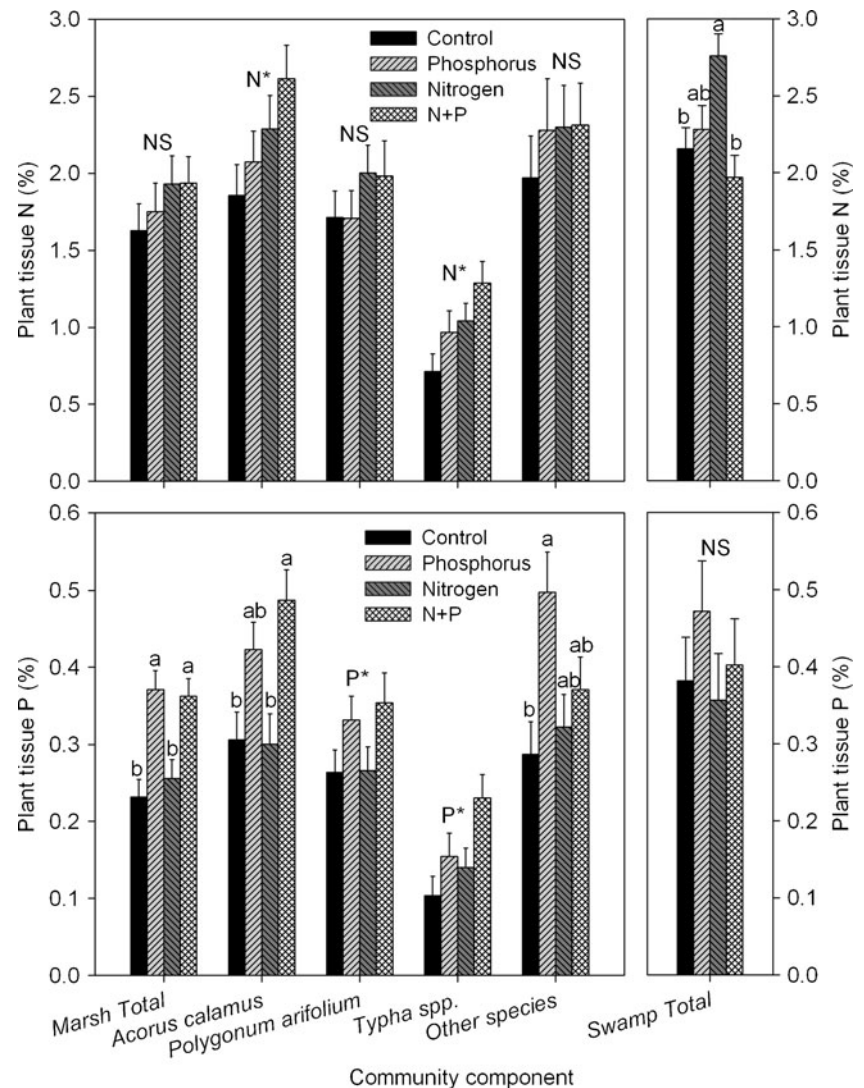 Plant tissue N (%)
3.0
2.5
2.0
1.5
1.0
0.5
0.0
Control
Phosphorus
Nitrogen
N+P
NS
N*
NS
N*
NS
b
ab
a
b
3.0
2.5
2.0
1.5
1.0
0.5
0.0
Plant tissue N (%)
Plant tissue P (%)
0.6
0.5
0.4
0.3
0.2
0.1
0.0
Control
Phosphorus
Nitrogen
N+P
b
a
b
a
b
ab
b
a
P*
P*
b
a
ab
ab
NS
0.6
0.5
0.4
0.3
0.2
0.1
0.0
Plant tissue P (%)
Marsh Total
Acorus calamus
Polygonum arifolium
Typha spp.
Other species
Swamp Total
Community component